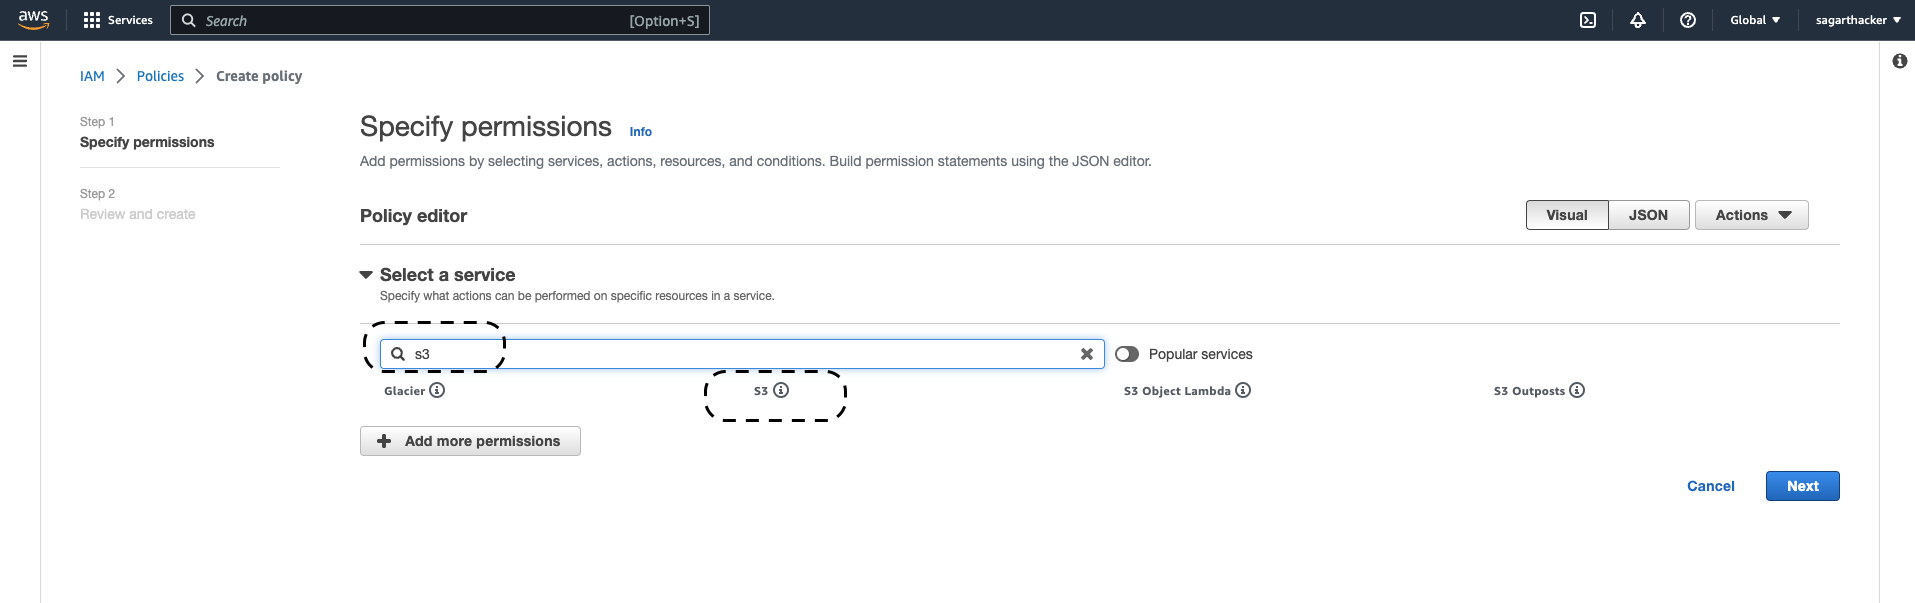 aws Services Search [Option+S] Global sagarthacker
IAM > Policies > Create policy
Step 1
Specify permissions
Step 2
Review and create
Specify permissions Info
Add permissions by selecting services, actions, resources, and conditions. Build permission statements using the JSON editor.
Policy editor Visual JSON Actions
Select a service
Specify what actions can be performed on specific resources in a service.
s3 Popular services
Glacier S3 S3 Object Lambda S3 Outposts
Add more permissions
Cancel Next